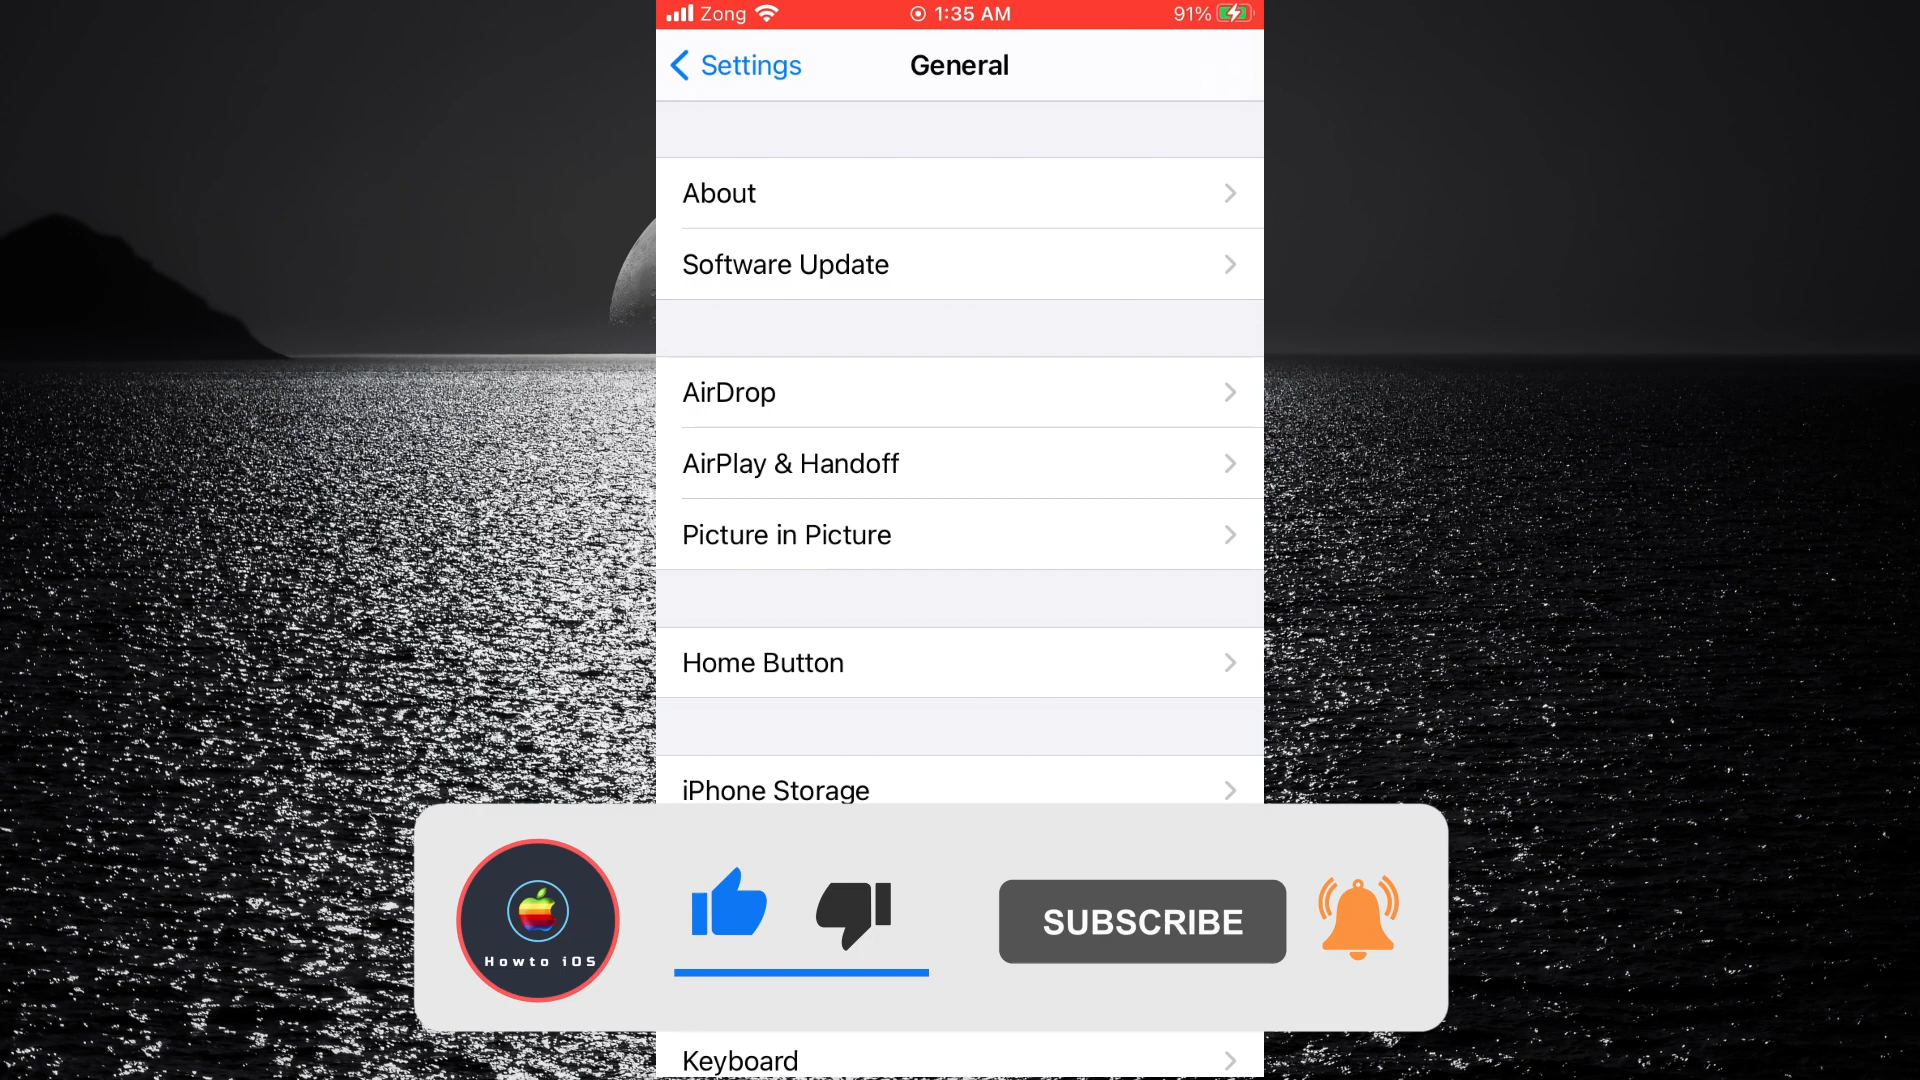 Zong 1:35 AM 91%
Settings General
About
Software Update
AirDrop
AirPlay & Handoff
Picture in Picture
Home Button
iPhone Storage
Howto iOS
SUBSCRIBE
Keyboard